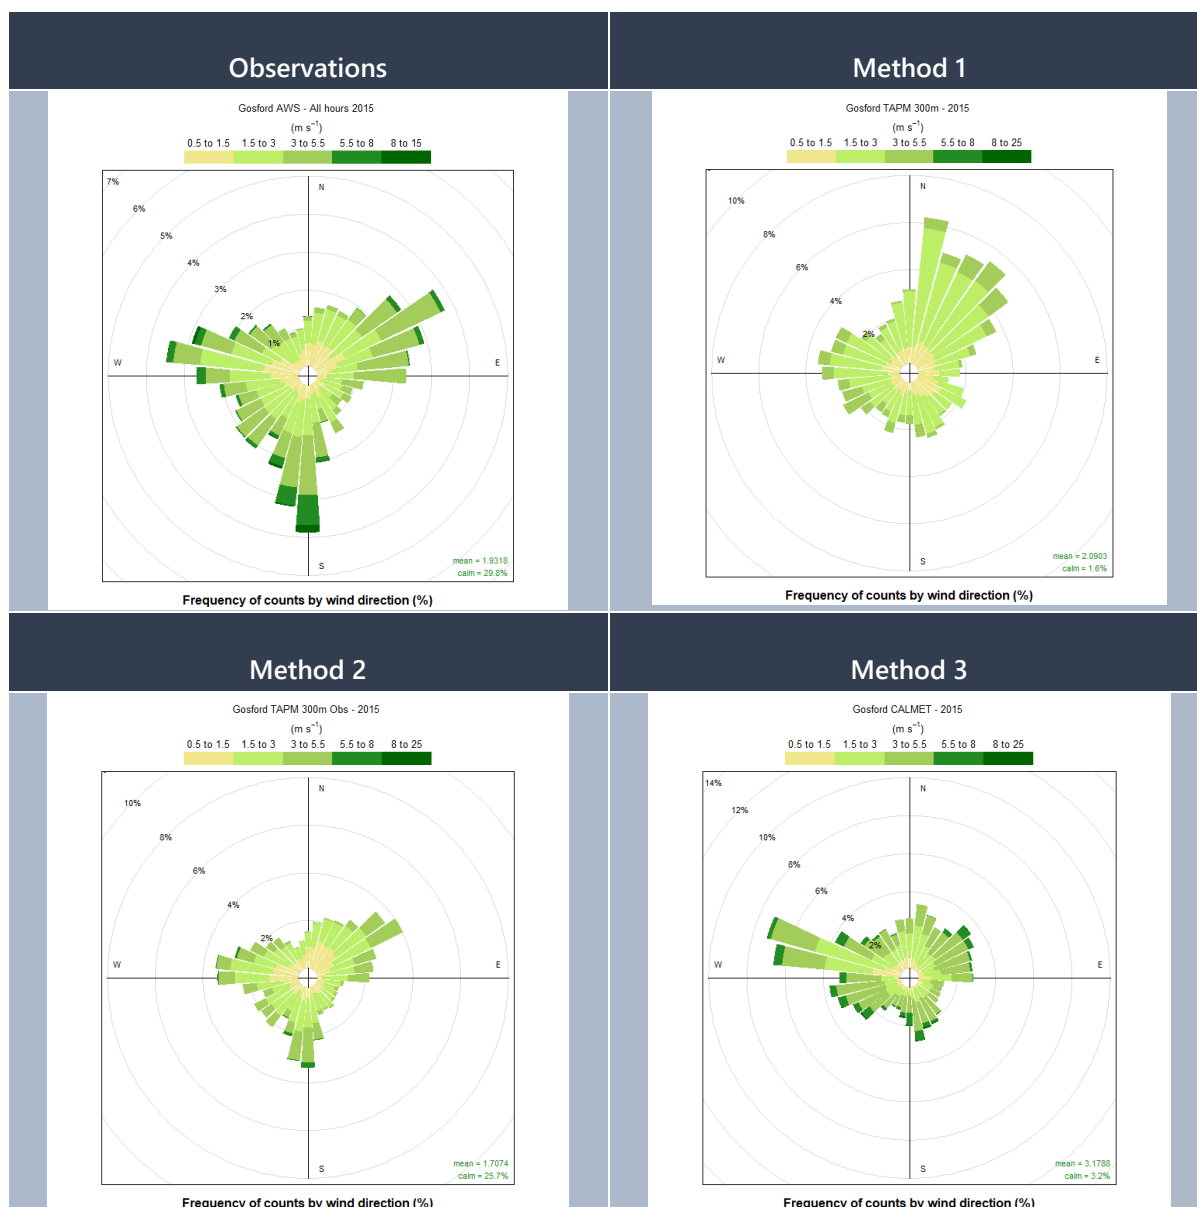 Observations
Gosford AWS - All hours 2015
(m s⁻¹)
0.5 to 1.5 1.5 to 3 3 to 5.5 5.5 to 8 8 to 15
7%
6%
5%
4%
3%
2%
1%
N
W
E
S
mean = 1.9318
calm = 29.8%
Frequency of counts by wind direction (%)
Method 1
Gosford TAPM 300m - 2015
(m s⁻¹)
0.5 to 1.5 1.5 to 3 3 to 5.5 5.5 to 8 8 to 25
10%
8%
6%
4%
2%
N
W
E
S
mean = 2.0903
calm = 1.6%
Frequency of counts by wind direction (%)
Method 2
Gosford TAPM 300m Obs - 2015
(m s⁻¹)
0.5 to 1.5 1.5 to 3 3 to 5.5 5.5 to 8 8 to 25
10%
8%
6%
4%
2%
N
W
E
S
mean = 1.7074
calm = 25.7%
Frequency of counts by wind direction (%)
Method 3
Gosford CALMET - 2015
(m s⁻¹)
0.5 to 1.5 1.5 to 3 3 to 5.5 5.5 to 8 8 to 25
14%
12%
10%
8%
6%
4%
2%
N
W
E
S
mean = 3.1788
calm = 3.2%
Frequency of counts by wind direction (%)